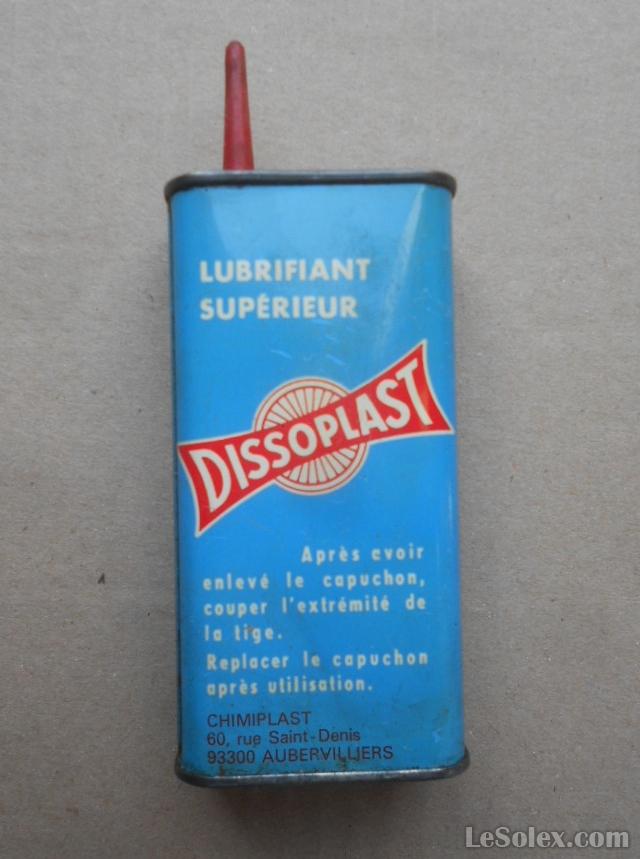 LUBRIFIANT
SUPÉRIEUR
DISSOPLAST
Après avoir
enlevé le capuchon,
couper l'extrémité de
la tige.
Replacer le capuchon
après utilisation.
CHIMIPLAST
60, rue Saint-Denis
93300 AUBERVILLIERS
LeSolex.com